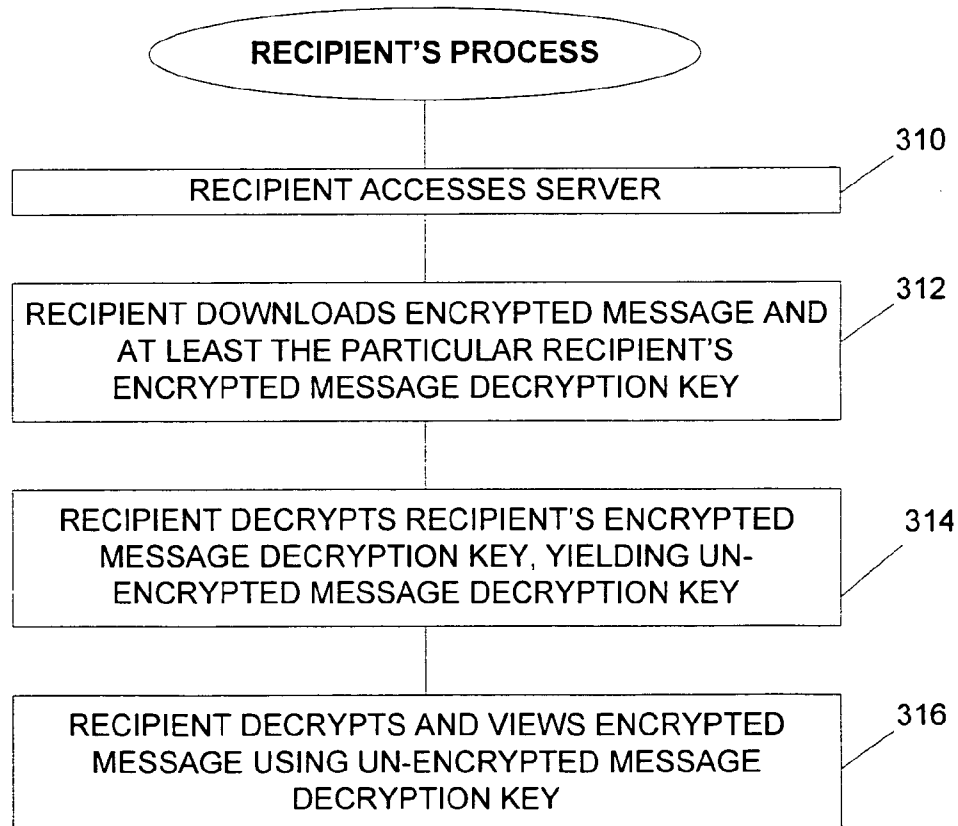 RECIPIENT'S PROCESS
310
RECIPIENT ACCESSES SERVER
312
RECIPIENT DOWNLOADS ENCRYPTED MESSAGE AND
AT LEAST THE PARTICULAR RECIPIENT'S
ENCRYPTED MESSAGE DECRYPTION KEY
314
RECIPIENT DECRYPTS RECIPIENT'S ENCRYPTED
MESSAGE DECRYPTION KEY, YIELDING UN-
ENCRYPTED MESSAGE DECRYPTION KEY
316
RECIPIENT DECRYPTS AND VIEWS ENCRYPTED
MESSAGE USING UN-ENCRYPTED MESSAGE
DECRYPTION KEY